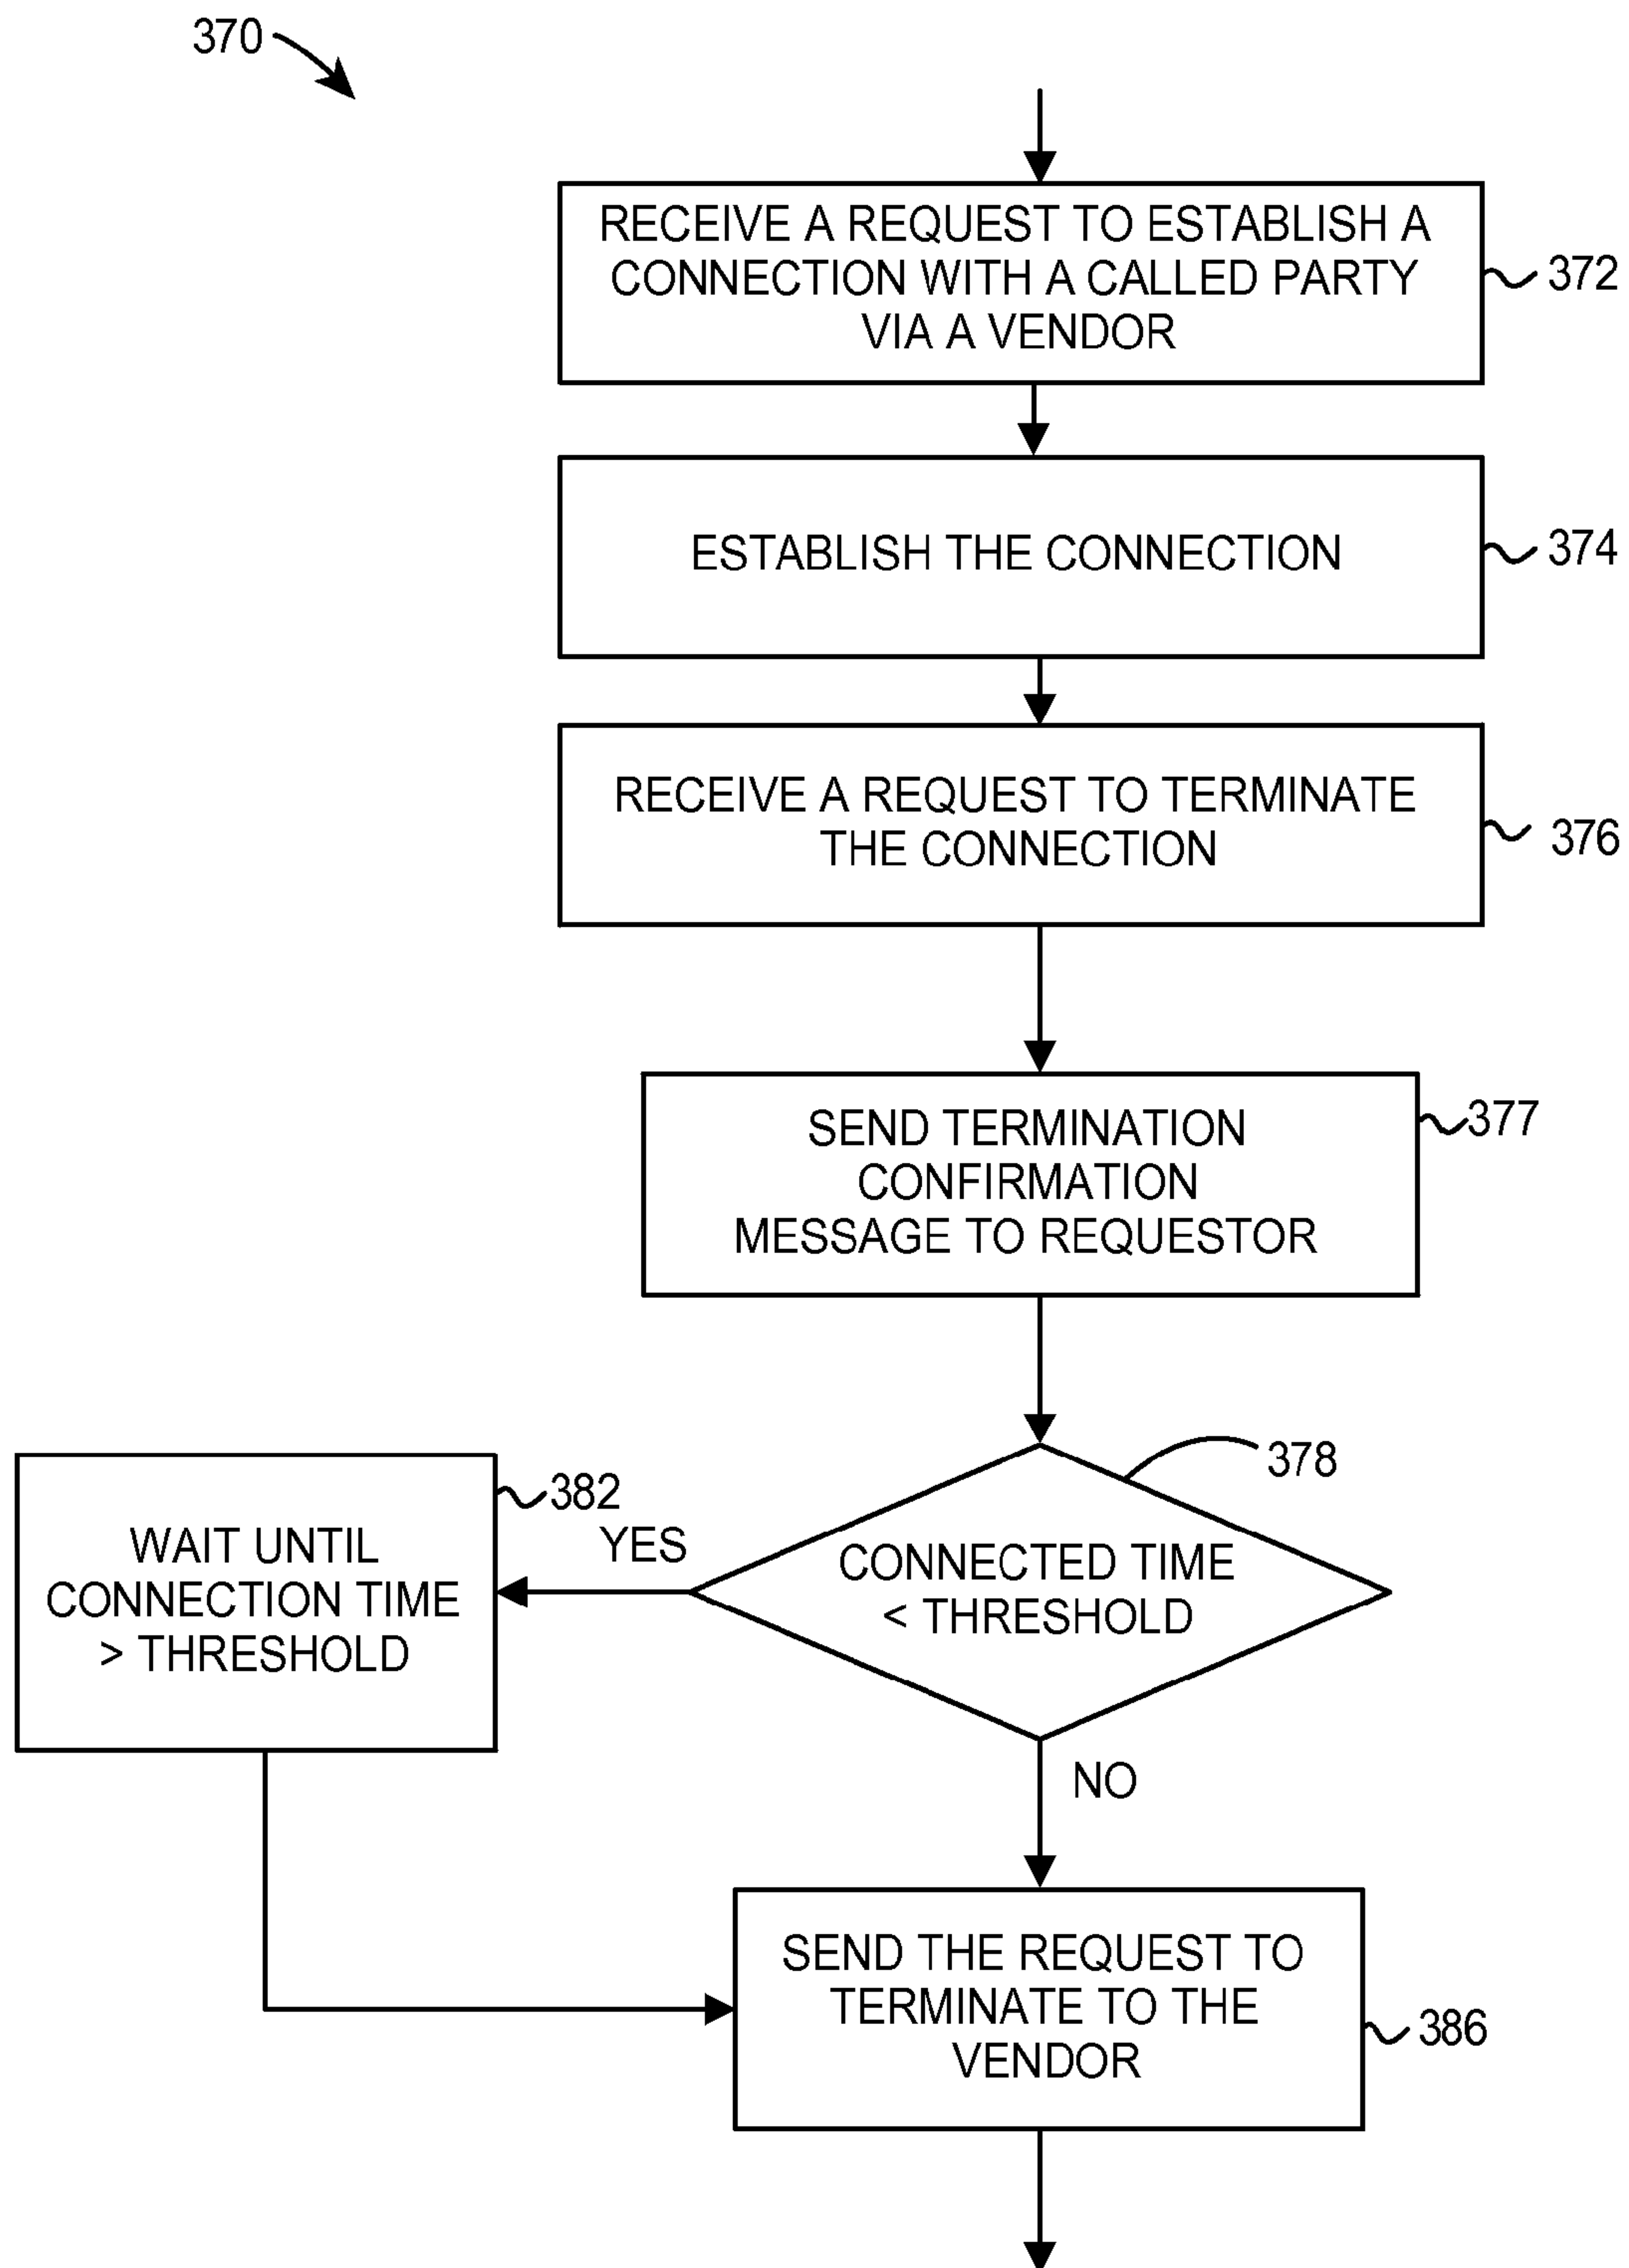 370
RECEIVE A REQUEST TO ESTABLISH A
CONNECTION WITH A CALLED PARTY
VIA A VENDOR
372
ESTABLISH THE CONNECTION
374
RECEIVE A REQUEST TO TERMINATE
THE CONNECTION
376
SEND TERMINATION
CONFIRMATION
MESSAGE TO REQUESTOR
377
CONNECTED TIME
< THRESHOLD
378
YES
WAIT UNTIL
CONNECTION TIME
> THRESHOLD
382
NO
SEND THE REQUEST TO
TERMINATE TO THE
VENDOR
386